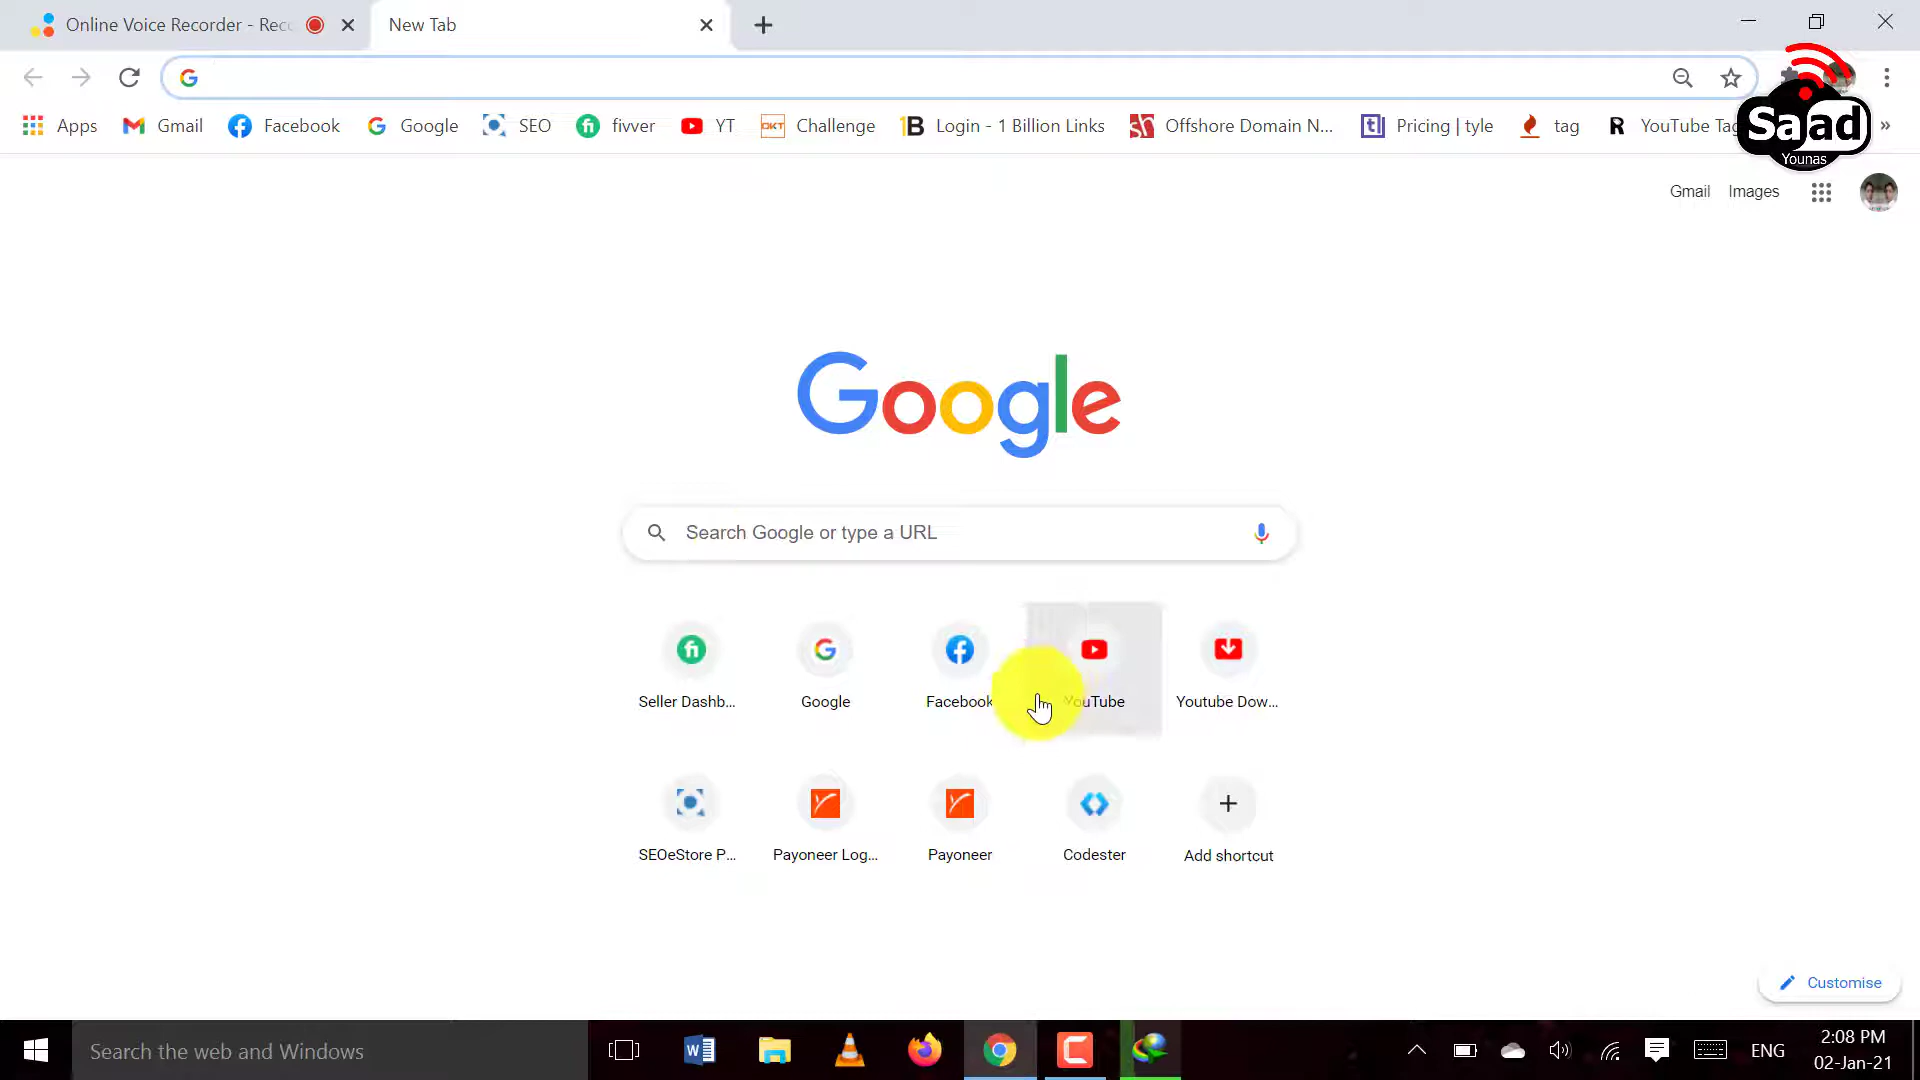 Online Voice Recorder - Rec
New Tab
Apps Gmail Facebook Google SEO fivver YT Challenge Login - 1 Billion Links Offshore Domain N... Pricing | tyle tag YouTube Tag »
Sajad
Younas
Gmail Images
Google
Search Google or type a URL
Seller Dashb... Google Facebook YouTube Youtube Dow...
SEOeStore P... Payoneer Log... Payoneer Codester Add shortcut
Customise
Search the web and Windows
ENG
2:08 PM
02-Jan-21